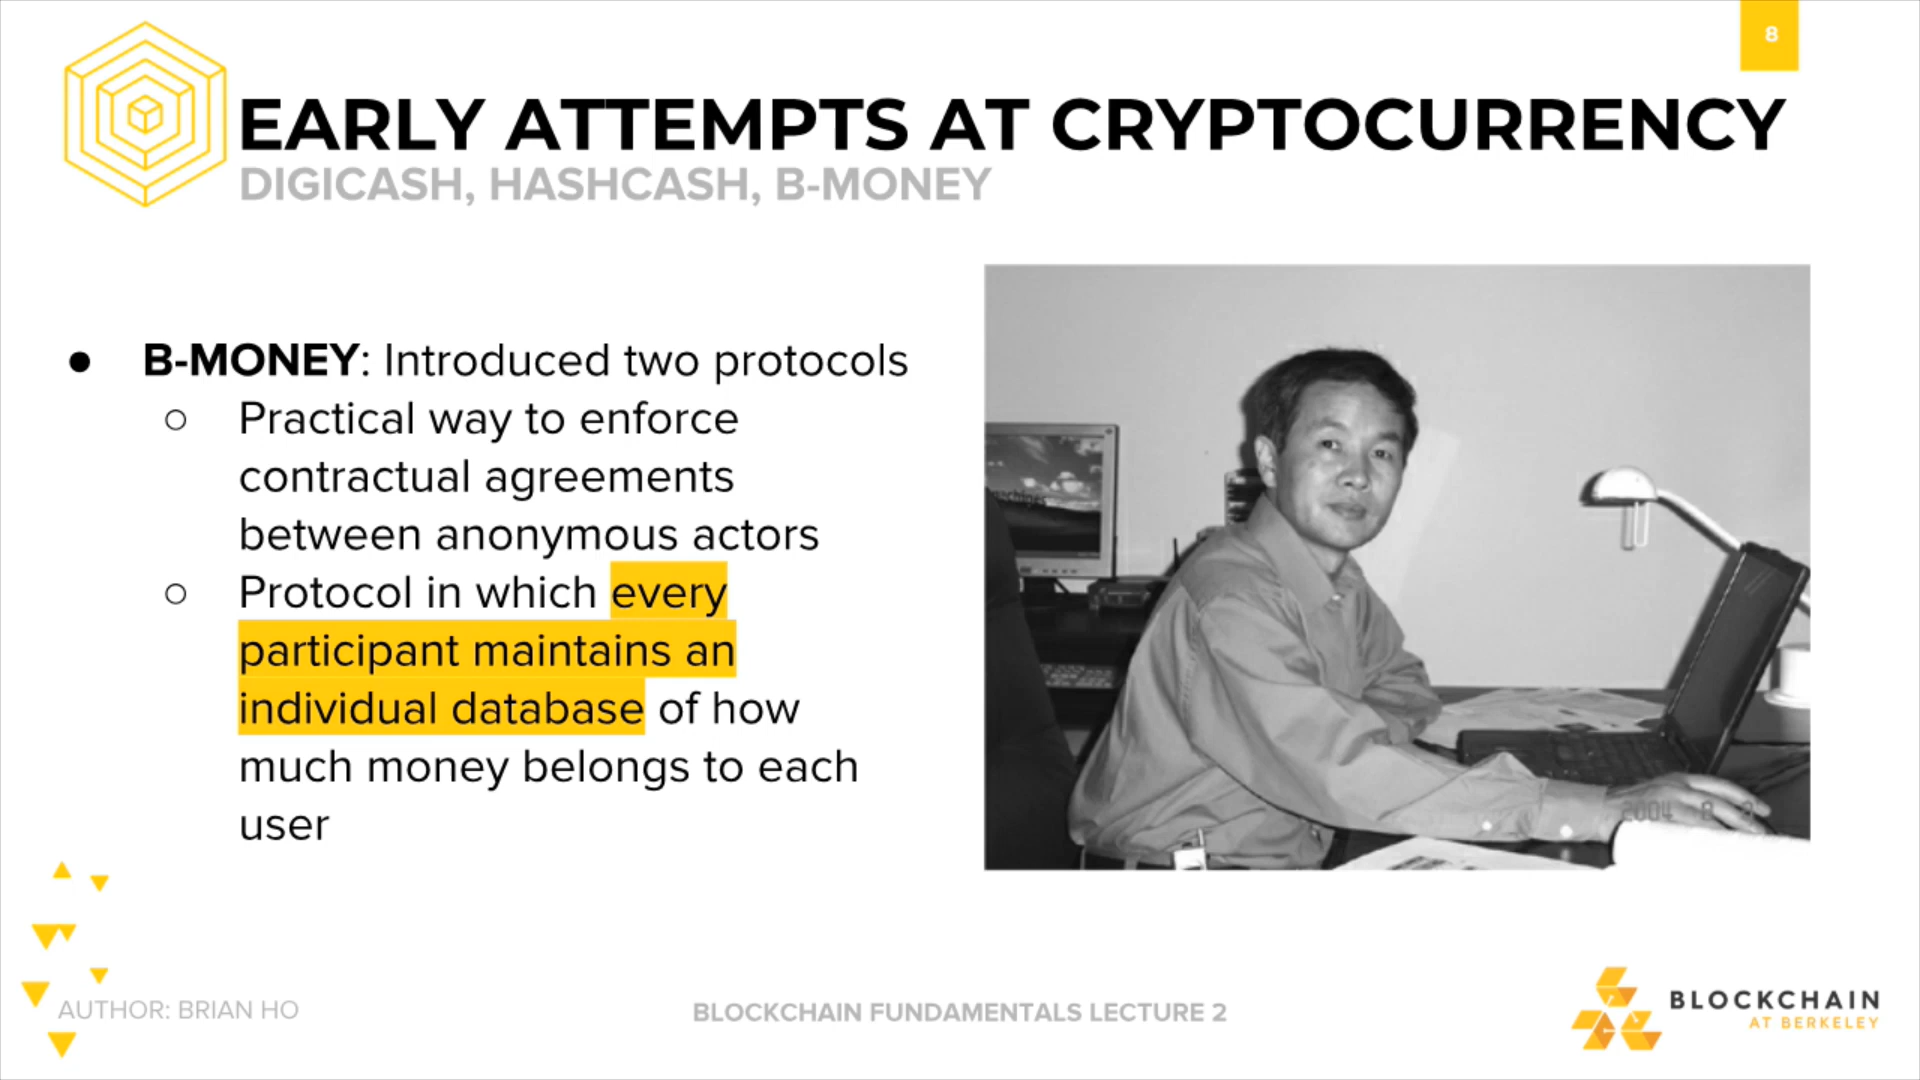 8
EARLY ATTEMPTS AT CRYPTOCURRENCY
DIGICASH, HASHCASH, B-MONEY
● B-MONEY: Introduced two protocols
○ Practical way to enforce
contractual agreements
between anonymous actors
○ Protocol in which every
participant maintains an
individual database of how
much money belongs to each
user
AUTHOR: BRIAN HO
BLOCKCHAIN FUNDAMENTALS LECTURE 2
BLOCKCHAIN
AT BERKELEY